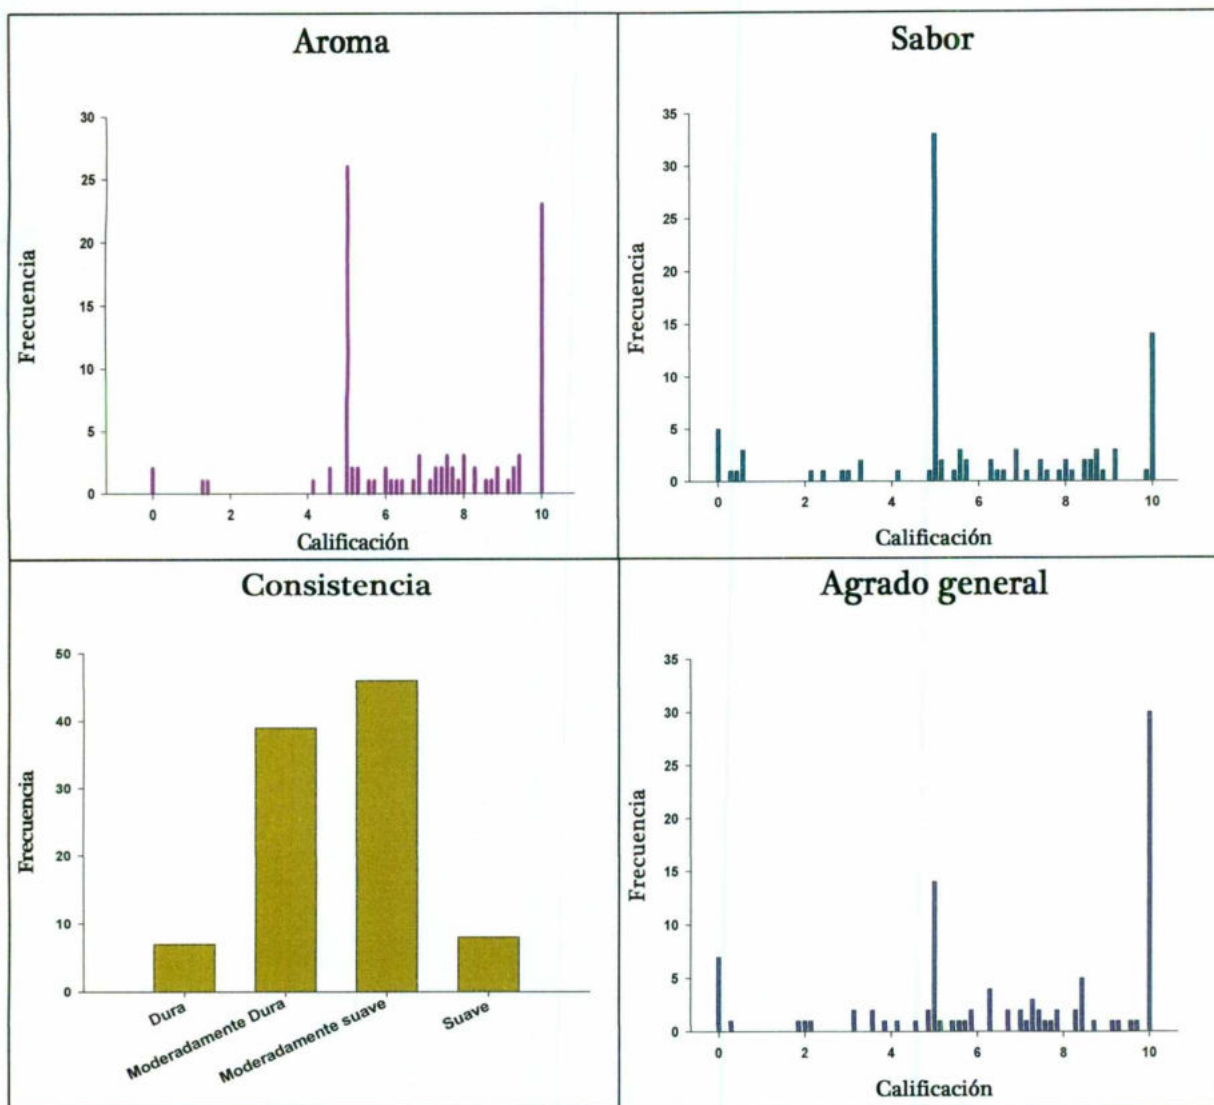 Aroma
30
25
20
15
10
5
0
Frecuencia
0 2 4 6 8 10
Calificación
Sabor
35
30
25
20
15
10
5
0
Frecuencia
0 2 4 6 8 10
Calificación
Consistencia
50
40
30
20
10
0
Frecuencia
Dura
Moderadamente Dura
Moderadamente suave
Suave
Agrado general
35
30
25
20
15
10
5
0
Frecuencia
0 2 4 6 8 10
Calificación